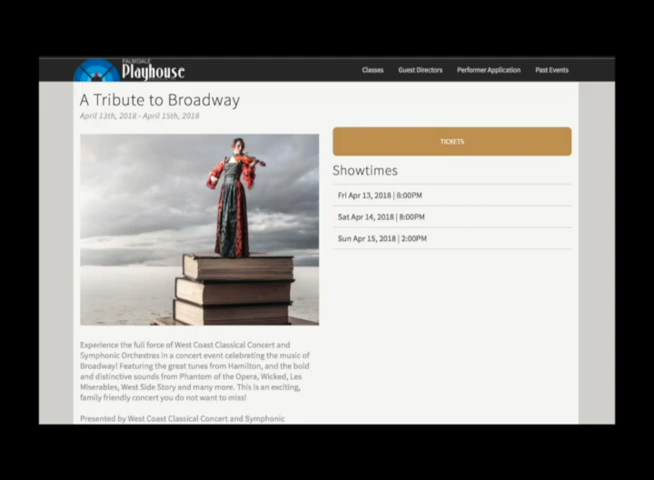 PALMDALE
Playhouse
Classes
Guest Directors
Performer Application
Past Events
A Tribute to Broadway
April 13th, 2018 - April 15th, 2018
TICKETS
Showtimes
Fri Apr 13, 2018 | 8:00PM
Sat Apr 14, 2018 | 8:00PM
Sun Apr 15, 2018 | 2:00PM
Experience the full force of West Coast Classical Concert and
Symphonic Orchestras in a concert event celebrating the music of
Broadway! Featuring the great tunes from Hamilton, and the bold
and distinctive sounds from Phantom of the Opera, Wicked, Les
Miserables, West Side Story and many more. This is an exciting,
family friendly concert you do not want to miss!
Presented by West Coast Classical Concert and Symphonic